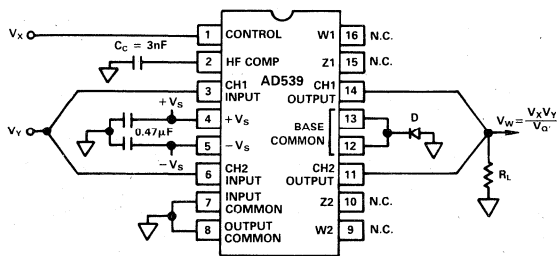 V_X
C_C = 3nF
1 CONTROL
2 HF COMP
3 CH1 INPUT
+V_S
4 +V_S
V_Y
0.47μF
5 -V_S
-V_S
6 CH2 INPUT
7 INPUT COMMON
8 OUTPUT COMMON
AD539
W1 16 N.C.
Z1 15 N.C.
CH1 OUTPUT 14
13
BASE COMMON
D
12
CH2 OUTPUT 11
Z2 10 N.C.
W2 9 N.C.
V_W = V_X V_Y / V_Q'
R_L